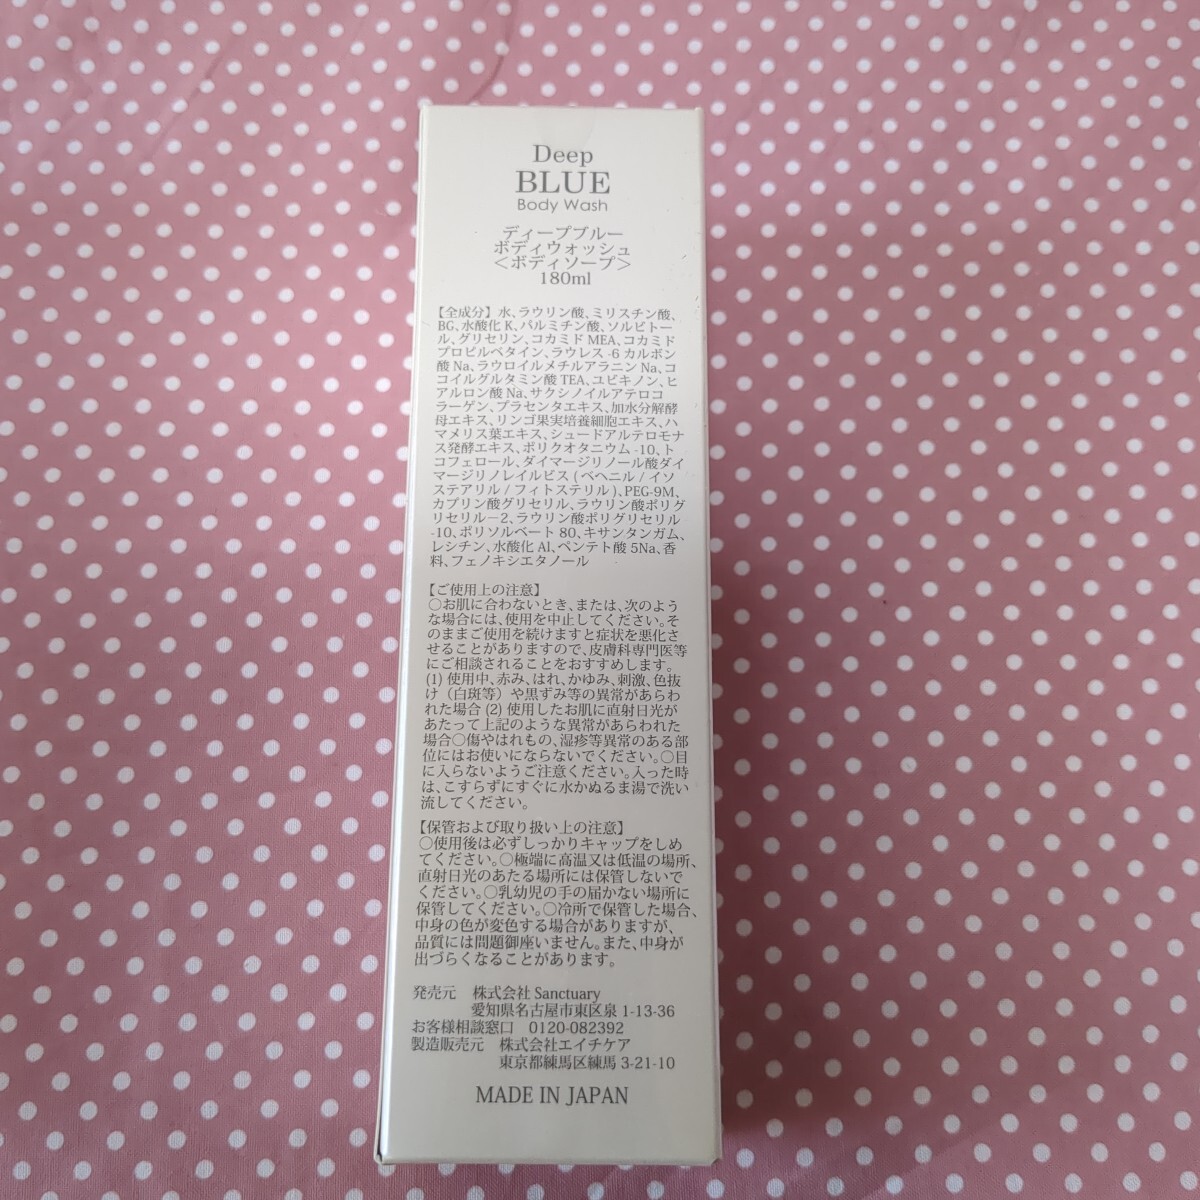 Deep
BLUE
Body Wash
ディープブルー
ボディウォッシュ
＜ボディソープ＞
180ml
【全成分】水、ラウリン酸、ミリスチン酸、
BG、水酸化 K、パルミチン酸、ソルビトー
ル、グリセリン、コカミド MEA、コカミド
プロピルベタイン、ラウレス -6 カルボン
酸 Na、ラウロイルメチルアラニン Na、コ
コイルグルタミン酸 TEA、ユビキノン、ヒ
アルロン酸 Na、サクシノイルアテロコ
ラーゲン、プラセンタエキス、加水分解酵
母エキス、リンゴ果実培養細胞エキス、ハ
マメリス葉エキス、シュードアルテロモナ
ス発酵エキス、ポリクオタニウム -10、ト
コフェロール、ダイマージリノール酸ダイ
マージリノレイルビス ( ベヘニル / イソ
ステアリル / フィトステリル )、PEG-9M、
カプリン酸グリセリル、ラウリン酸ポリグ
リセリルー2、ラウリン酸ポリグリセリル
-10、ポリソルベート 80、キサンタンガム、
レシチン、水酸化 Al、ペンテト酸 5Na、香
料、フェノキシエタノール
【ご使用上の注意】
○お肌に合わないとき、または、次のよう
な場合には、使用を中止してください。そ
のままご使用を続けますと症状を悪化さ
せることがありますので、皮膚科専門医等
にご相談されることをおすすめします。
(1) 使用中、赤み、はれ、かゆみ、刺激、色抜
け（白斑等）や黒ずみ等の異常があらわ
れた場合 (2) 使用したお肌に直射日光が
あたって上記のような異常があらわれた
場合○傷やはれもの、湿疹等異常のある部
位にはお使いにならないでください。○目
に入らないようご注意ください。入った時
は、こすらずにすぐに水かぬるま湯で洗い
流してください。
【保管および取り扱い上の注意】
○使用後は必ずしっかりキャップをしめ
てください。○極端に高温又は低温の場所、
直射日光のあたる場所には保管しないで
ください。○乳幼児の手の届かない場所に
保管してください。○冷所で保管した場合、
中身の色が変色する場合がありますが、
品質には問題御座いません。また、中身が
出づらくなることがあります。
発売元　株式会社 Sanctuary
愛知県名古屋市東区泉 1-13-36
お客様相談窓口　0120-082392
製造販売元　株式会社エイチケア
東京都練馬区練馬 3-21-10
MADE IN JAPAN